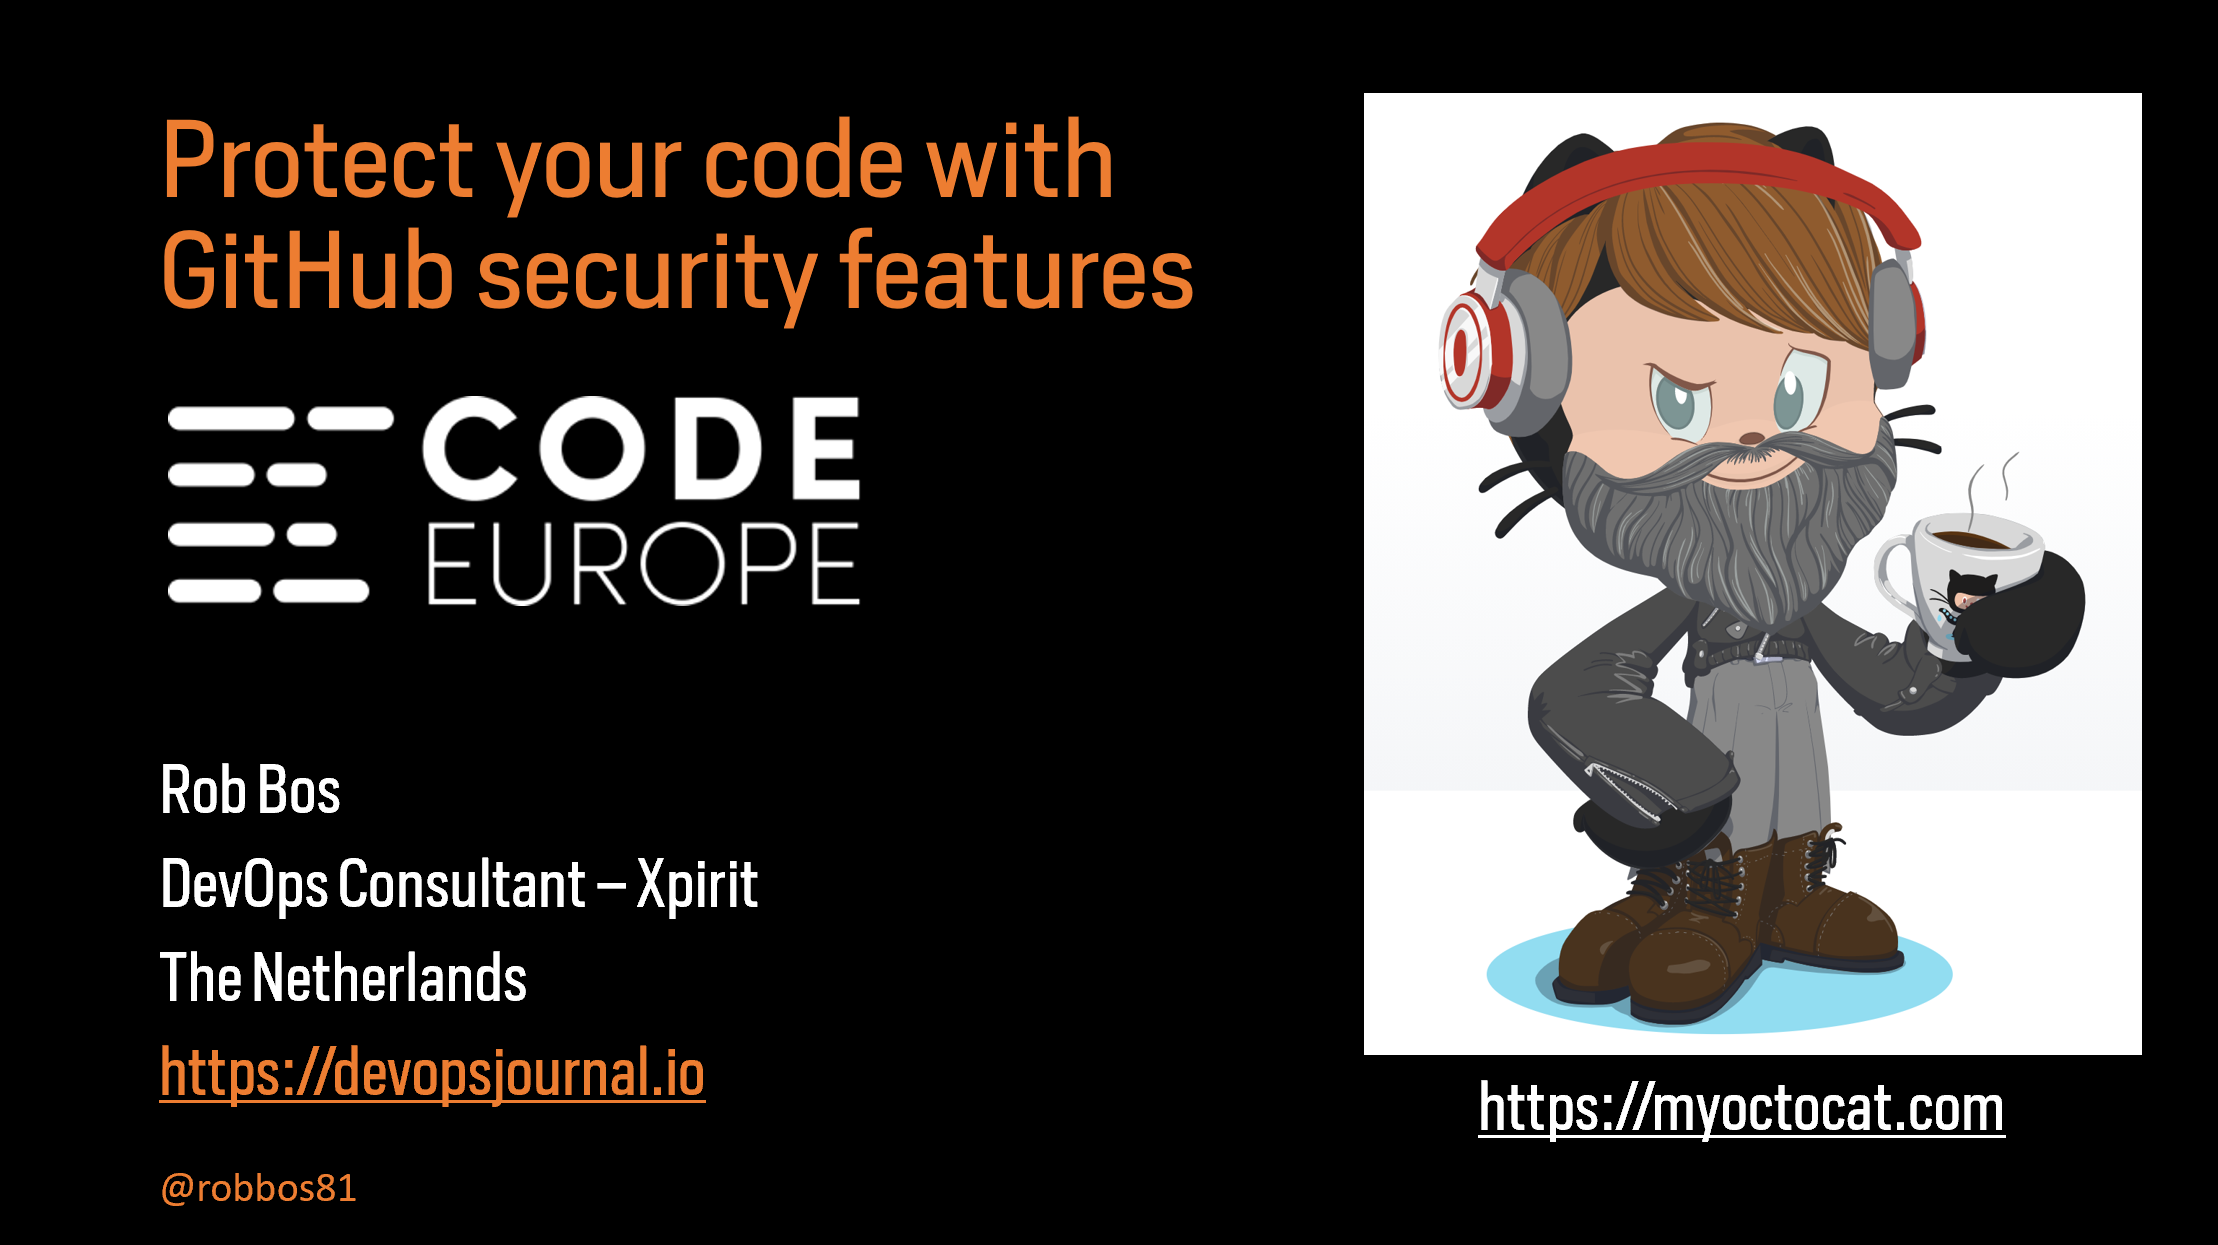 Protect your code with
GitHub security features
CODE
EUROPE
Rob Bos
DevOps Consultant – Xpirit
The Netherlands
https://devopsjournal.io
@robbos81
https://myoctocat.com